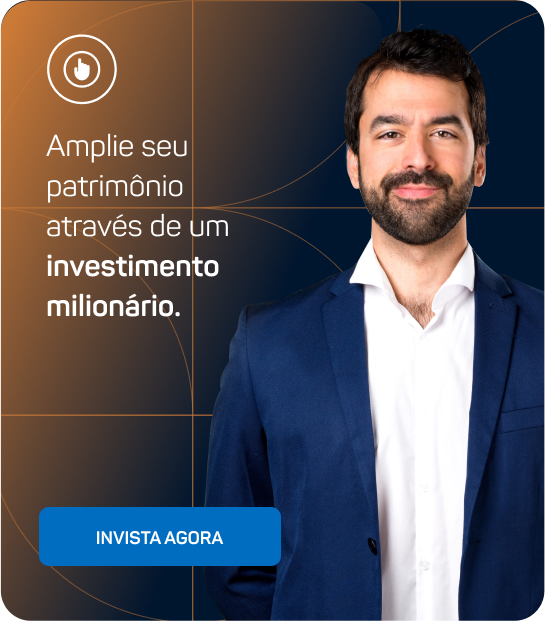 Amplie seu
patrimônio
através de um
investimento
milionário.
INVISTA AGORA